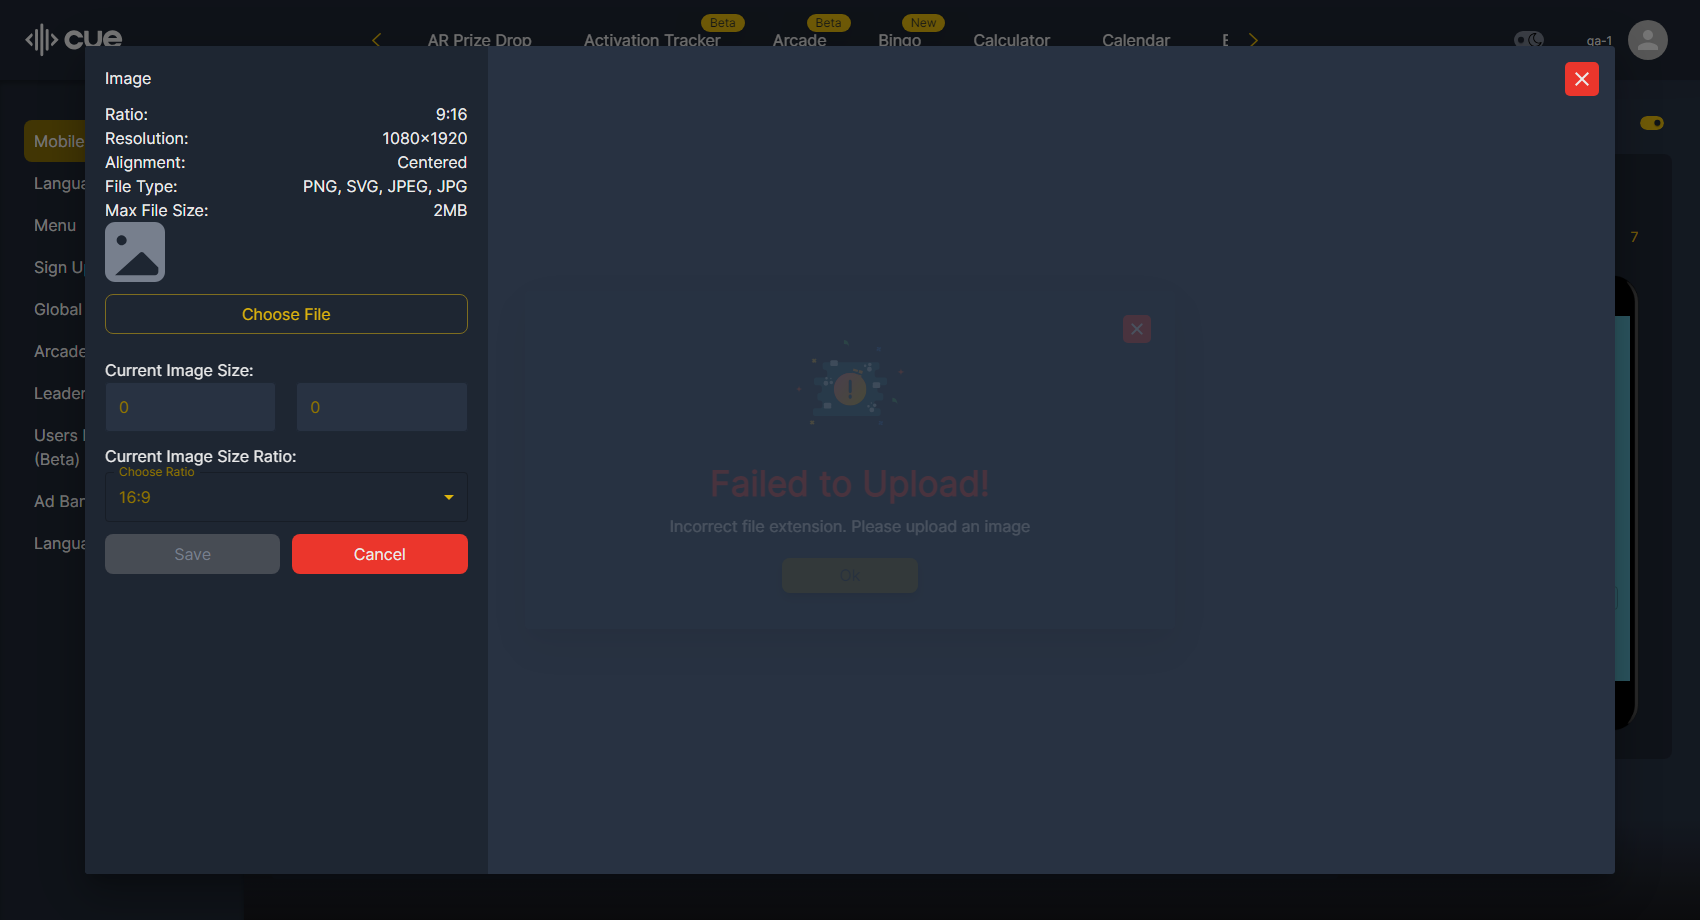 cue
Beta
Beta
New
AR Prize Drop
Activation Tracker
Arcade
Bingo
Calculator
Calendar
qa-1
Image
Ratio: 9:16
Resolution: 1080×1920
Alignment: Centered
File Type: PNG, SVG, JPEG, JPG
Max File Size: 2MB
Choose File
Current Image Size:
0 0
Current Image Size Ratio:
Choose Ratio
16:9
Save Cancel
Mobile
Langua
Menu
Sign U
Global
Arcade
Leader
Users
(Beta)
Ad Bar
Langua
7
Failed to Upload!
Incorrect file extension. Please upload an image
Ok